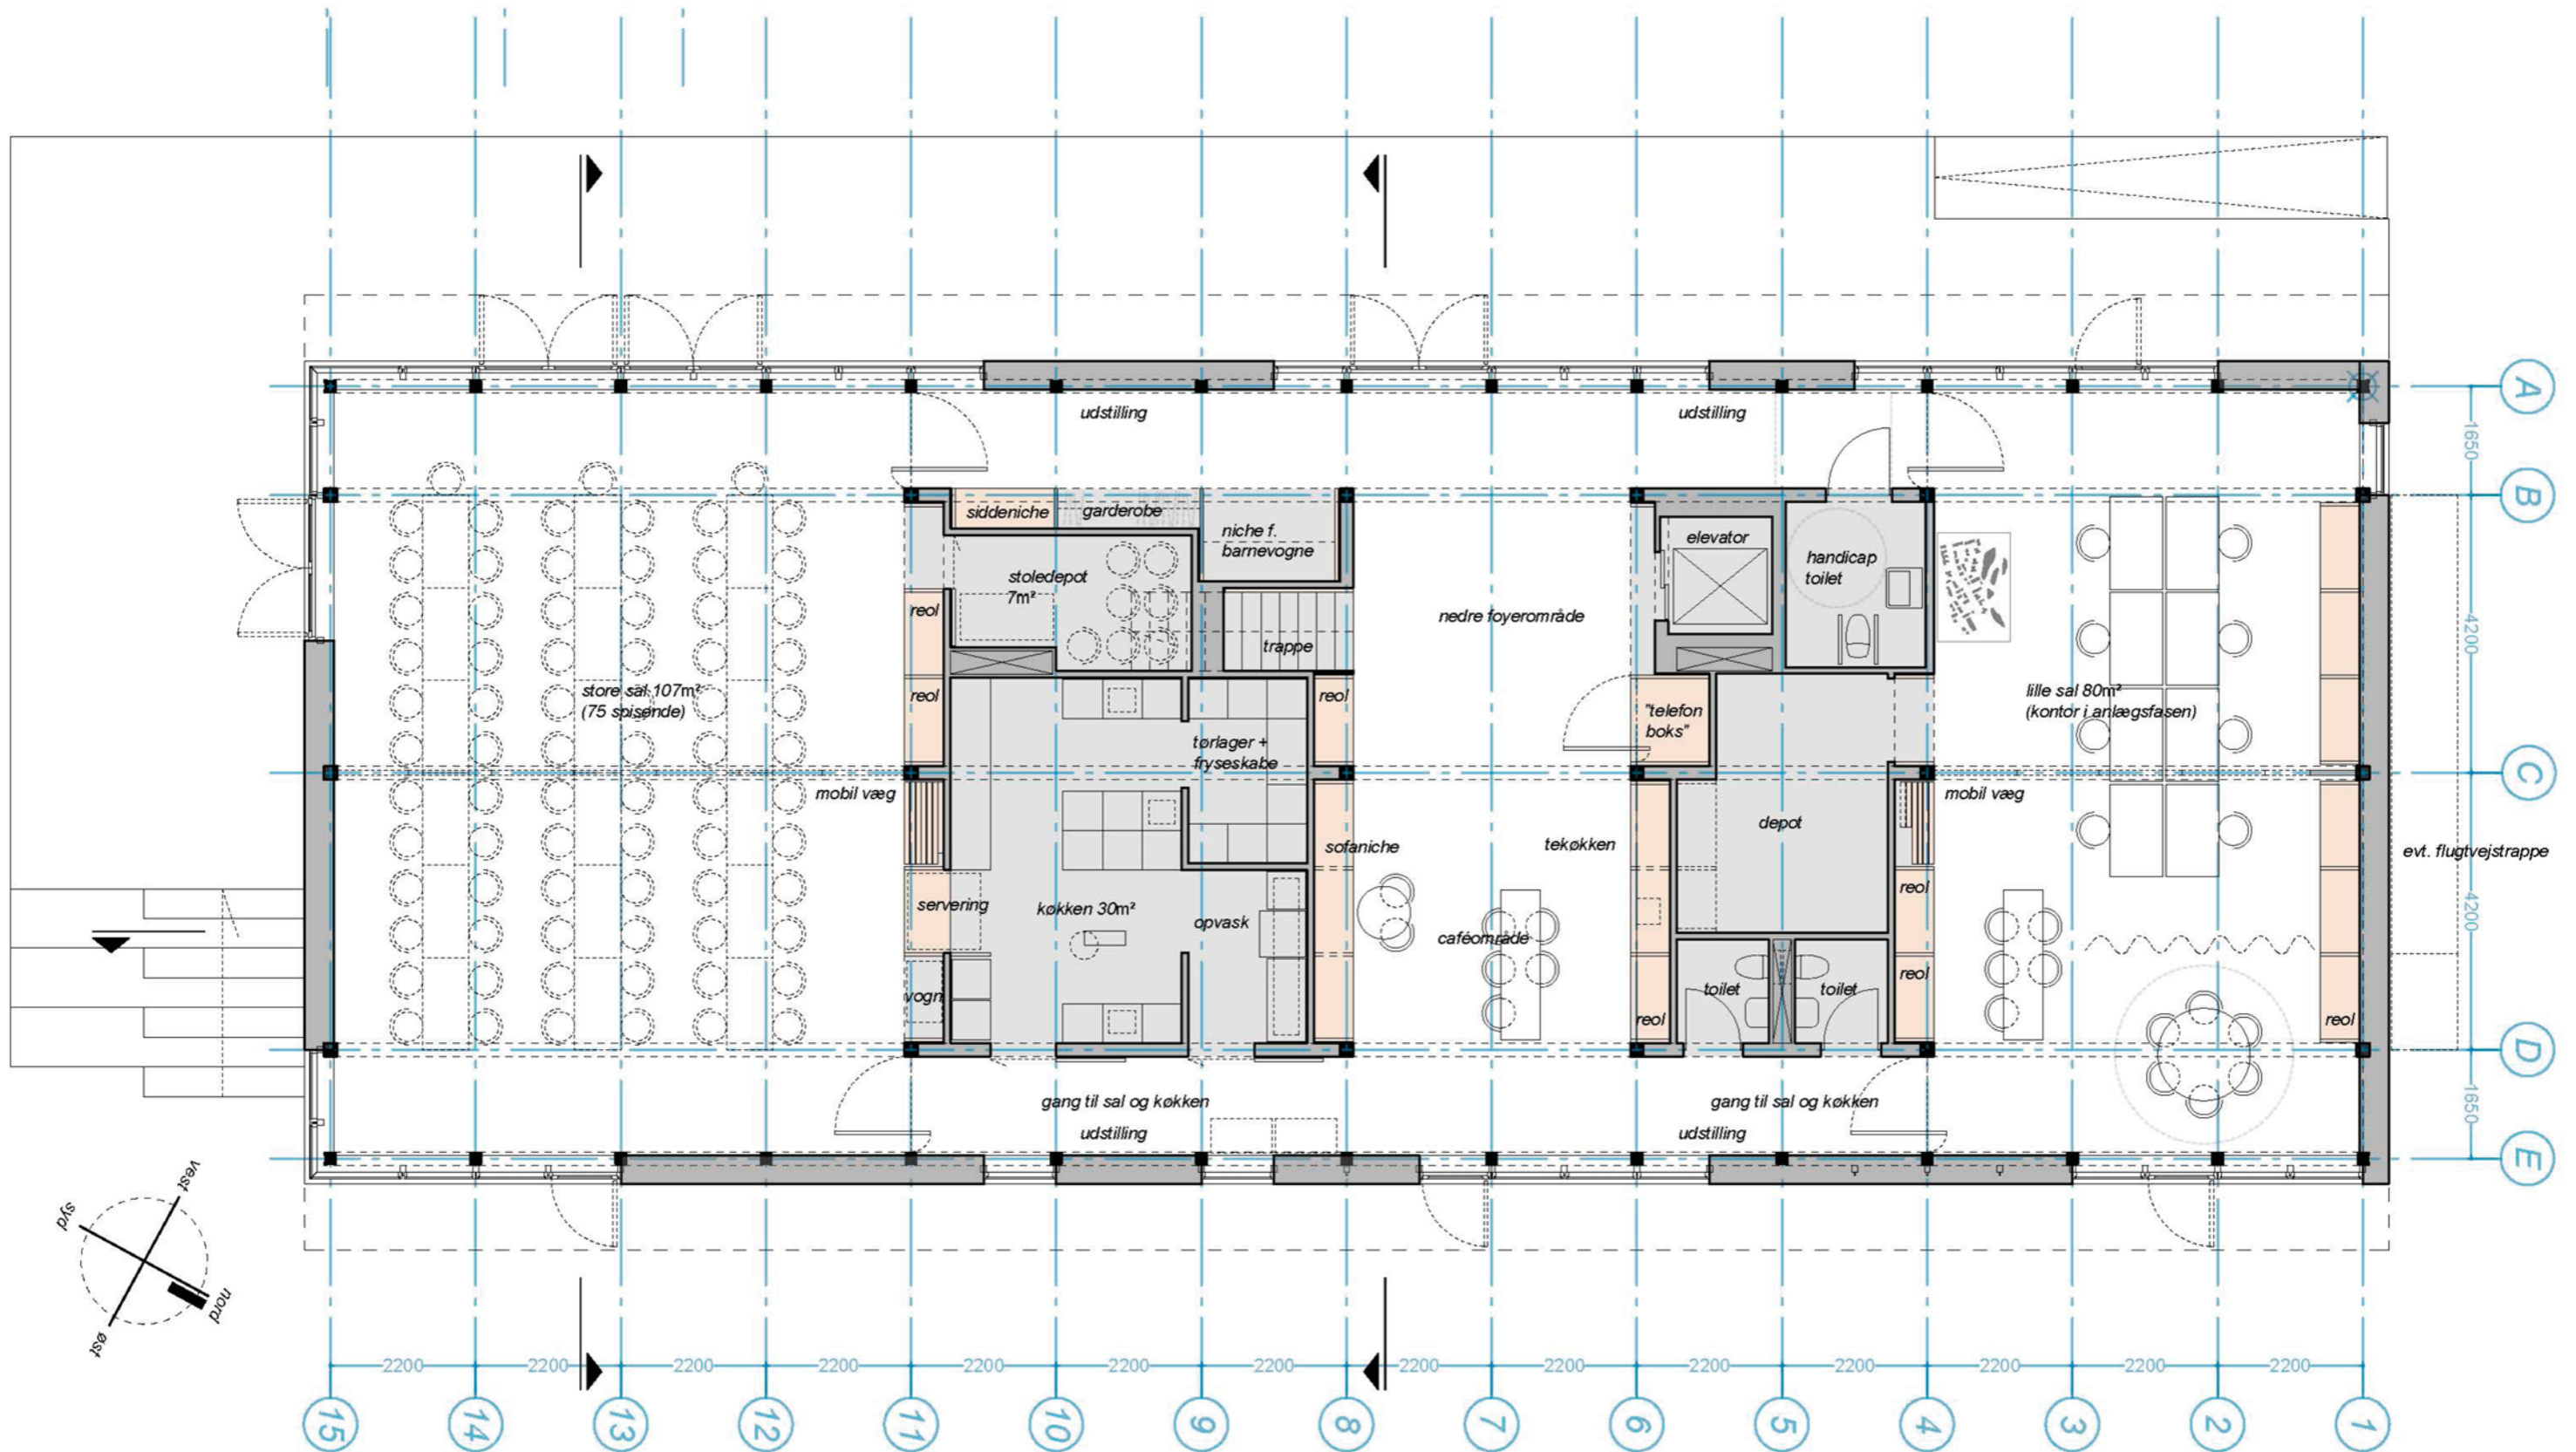 A
udstilling
udstilling
1650
B
siddeniche
garderobe
niche f.
barnevogne
elevator
handicap
toilet
stoledepot
7m²
reol
nedre foyerområde
4200
trappe
store sal 107m²
(75 spisende)
reol
reol
"telefon
boks"
lille sal 80m²
(kontor i anlægsfasen)
tørlager +
fryseskabe
C
mobil væg
mobil væg
depot
sofaniche
tekøkken
evt. flugtvejstrappe
reol
servering
køkken 30m²
opvask
caféområde
4200
vogn
toilet
toilet
reol
reol
reol
D
gang til sal og køkken
gang til sal og køkken
1650
udstilling
udstilling
E
vest
syd
nord
øst
2200
2200
2200
2200
2200
2200
2200
2200
2200
2200
2200
2200
2200
2200
15
14
13
12
11
10
9
8
7
6
5
4
3
2
1